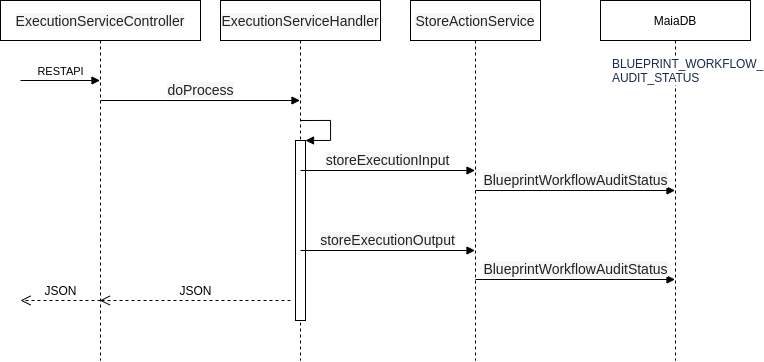 ExecutionServiceController
ExecutionServiceHandler
StoreActionService
MaiaDB
BLUEPRINT_WORKFLOW_
AUDIT_STATUS
RESTAPI
doProcess
storeExecutionInput
BlueprintWorkflowAuditStatus
storeExecutionOutput
BlueprintWorkflowAuditStatus
JSON
JSON